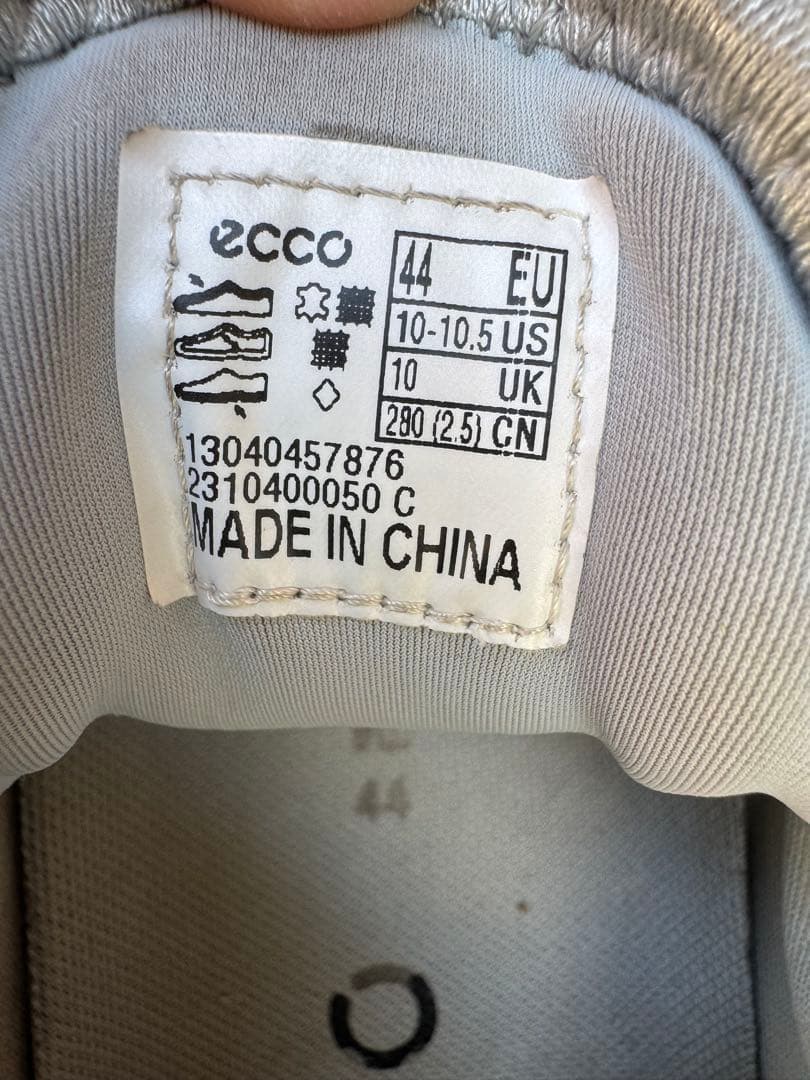 ecco
44 EU
10-10.5 US
10 UK
280 (2.5) CN
13040457876
2310400050 C
MADE IN CHINA
44